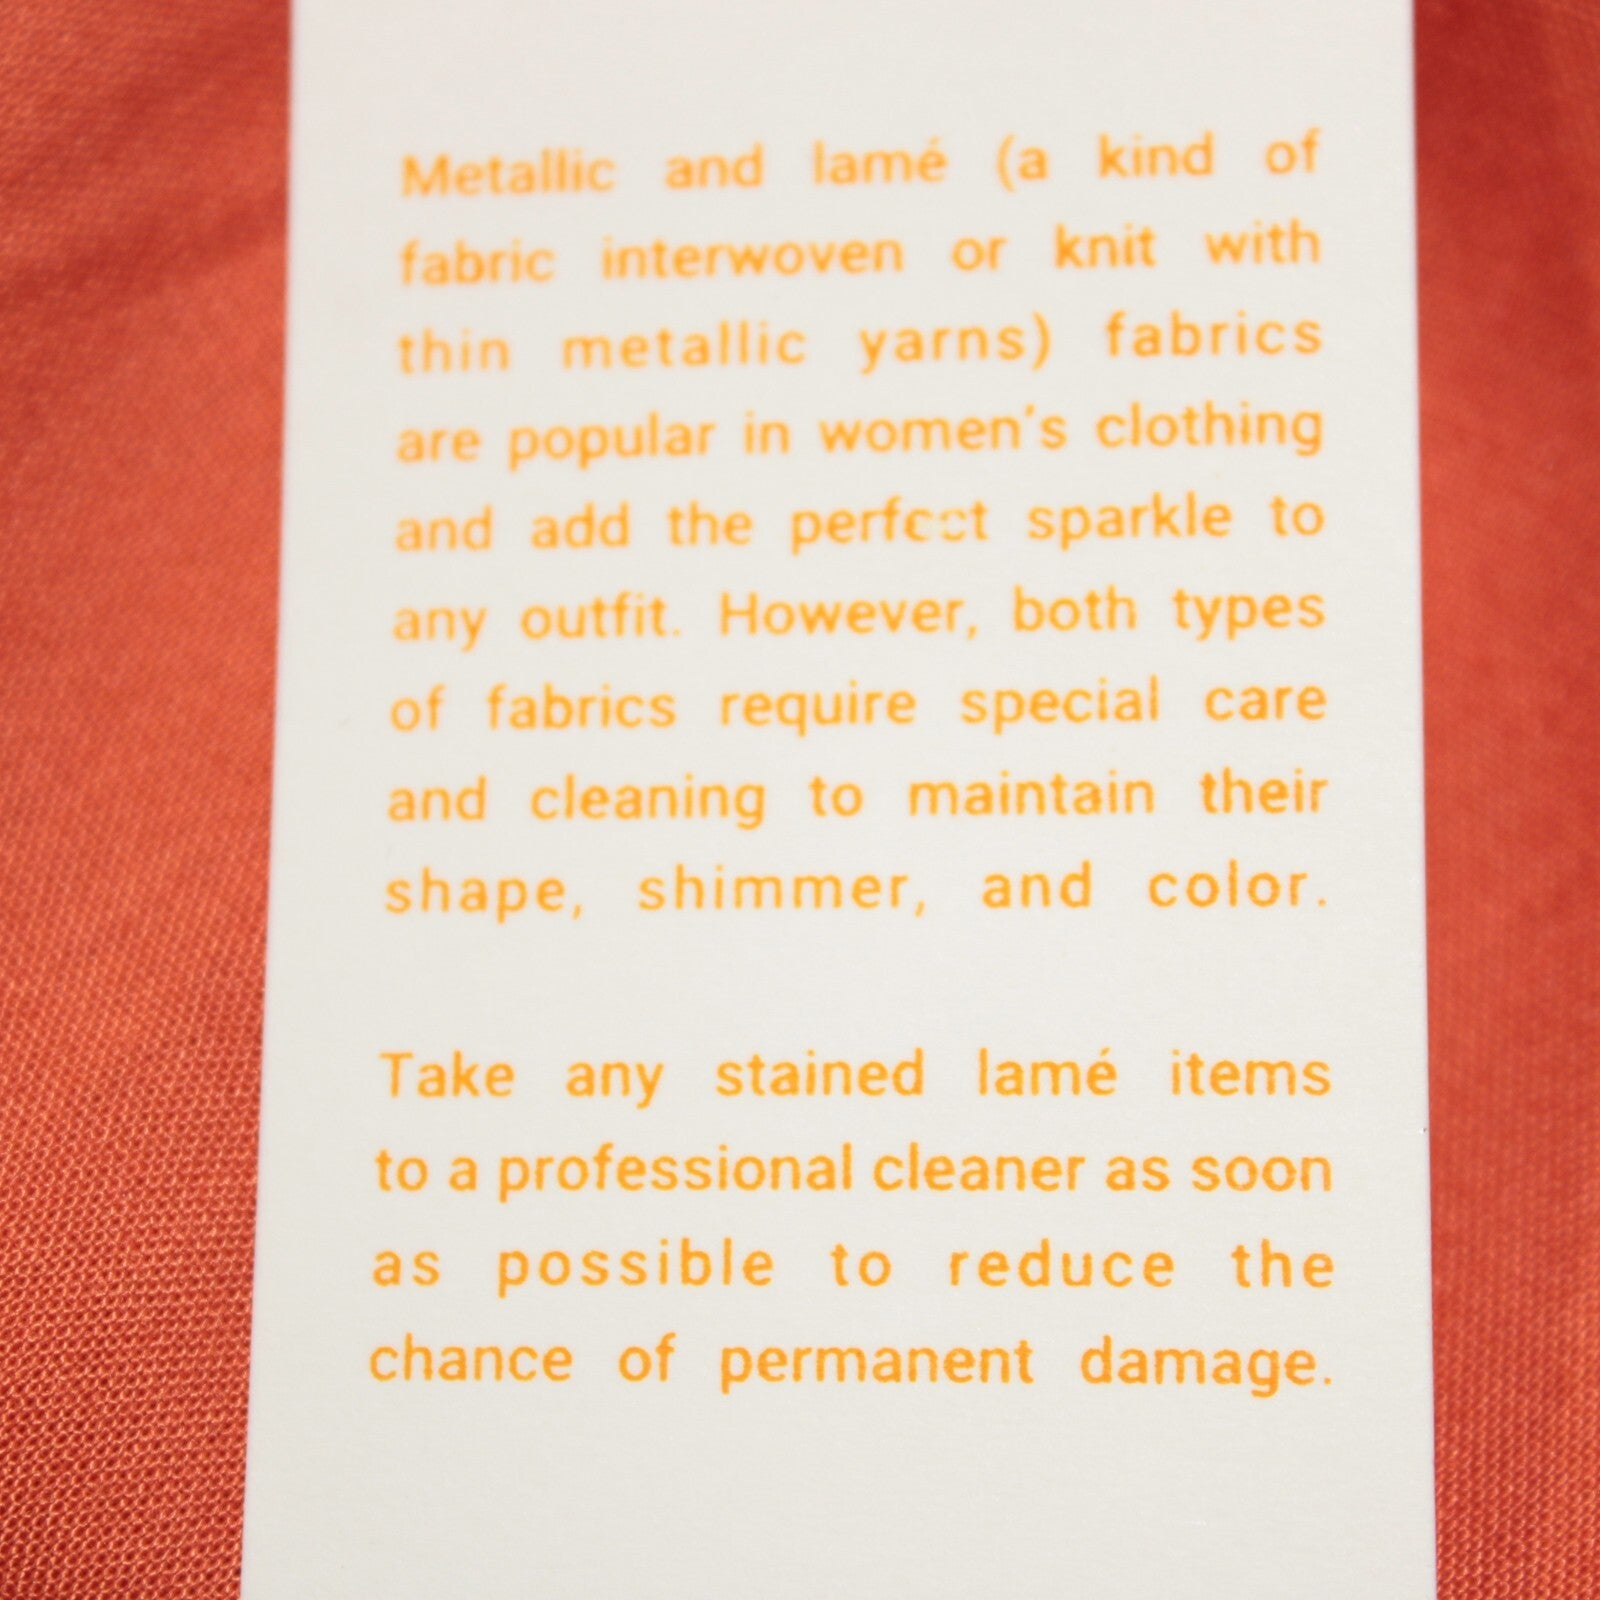 Metallic and lamé (a kind of
fabric interwoven or knit with
thin metallic yarns) fabrics
are popular in women's clothing
and add the perfect sparkle to
any outfit. However, both types
of fabrics require special care
and cleaning to maintain their
shape, shimmer, and color.
Take any stained lamé items
to a professional cleaner as soon
as possible to reduce the
chance of permanent damage.